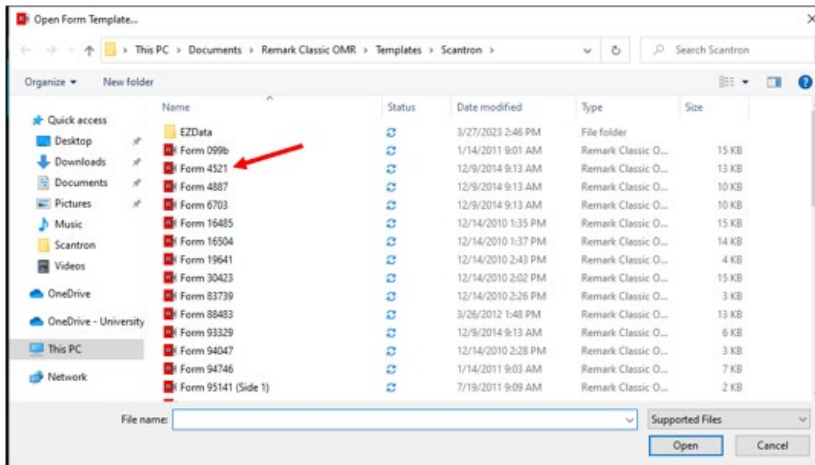 Open Form Template...
This PC > Documents > Remark Classic OMR > Templates > Scantron >
Search Scantron
Organize
New folder
Name Status Date modified Type Size
Quick access
Desktop
Downloads
Documents
Pictures
Music
Scantron
Videos
OneDrive
OneDrive - University
This PC
Network
EZData 3/27/2023 2:46 PM File folder
Form 099b 1/14/2011 9:01 AM Remark Classic O... 15 KB
Form 4521 12/9/2014 9:13 AM Remark Classic O... 13 KB
Form 4887 12/9/2014 9:13 AM Remark Classic O... 10 KB
Form 6703 12/9/2014 9:13 AM Remark Classic O... 10 KB
Form 16485 12/14/2010 1:35 PM Remark Classic O... 15 KB
Form 16504 12/14/2010 1:37 PM Remark Classic O... 14 KB
Form 19641 12/14/2010 2:43 PM Remark Classic O... 4 KB
Form 30423 12/14/2010 2:02 PM Remark Classic O... 15 KB
Form 83739 12/14/2010 2:26 PM Remark Classic O... 3 KB
Form 88483 3/26/2012 1:48 PM Remark Classic O... 13 KB
Form 93329 12/9/2014 9:13 AM Remark Classic O... 6 KB
Form 94047 12/14/2010 2:28 PM Remark Classic O... 3 KB
Form 94746 1/14/2011 9:03 AM Remark Classic O... 7 KB
Form 95141 (Side 1) 7/19/2011 9:09 AM Remark Classic O... 2 KB
File name:
Supported Files
Open
Cancel